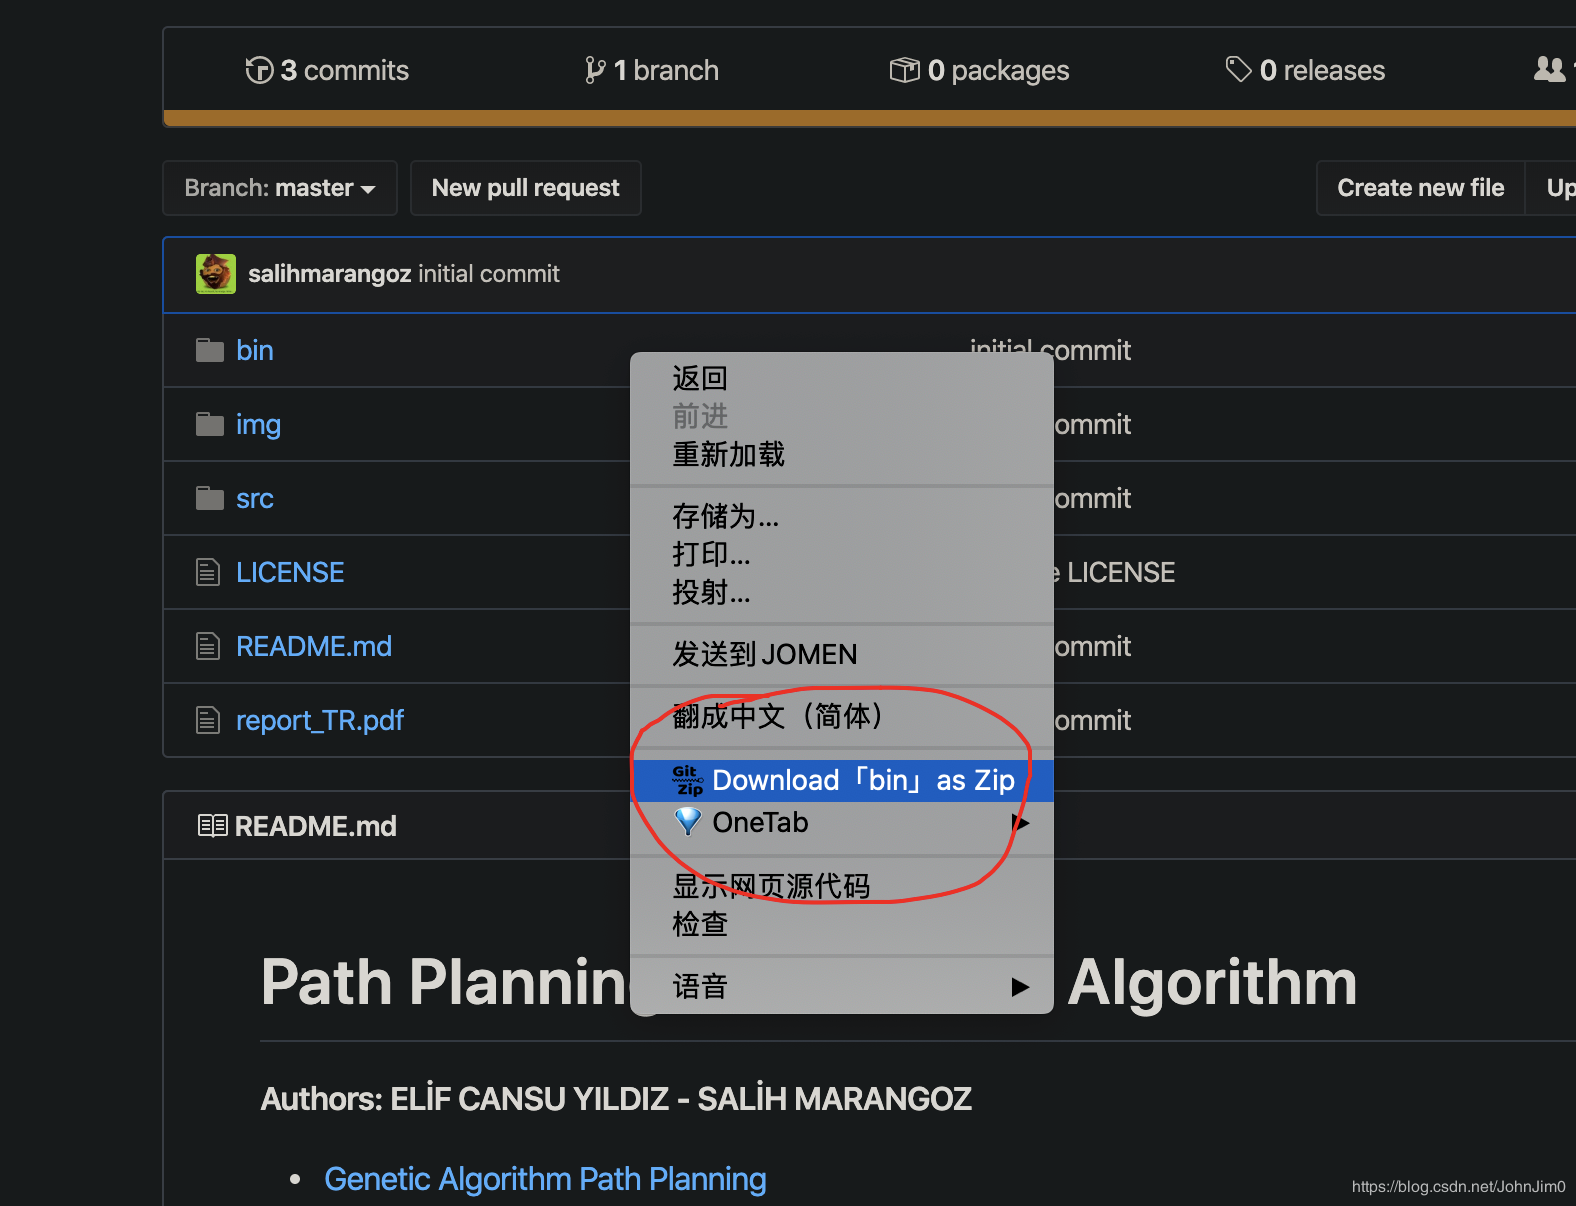 3 commits
1 branch
0 packages
0 releases
Branch: master
New pull request
Create new file
Up
salihmarangoz initial commit
bin
initial commit
img
ommit
src
ommit
LICENSE
e LICENSE
README.md
ommit
report_TR.pdf
ommit
返回
前进
重新加载
存储为...
打印...
投射...
发送到JOMEN
翻成中文（简体）
Git Zip
Download「bin」as Zip
OneTab
显示网页源代码
检查
语音
README.md
Path Plannin Algorithm
Authors: ELİF CANSU YILDIZ - SALİH MARANGOZ
Genetic Algorithm Path Planning
https://blog.csdn.net/JohnJim0